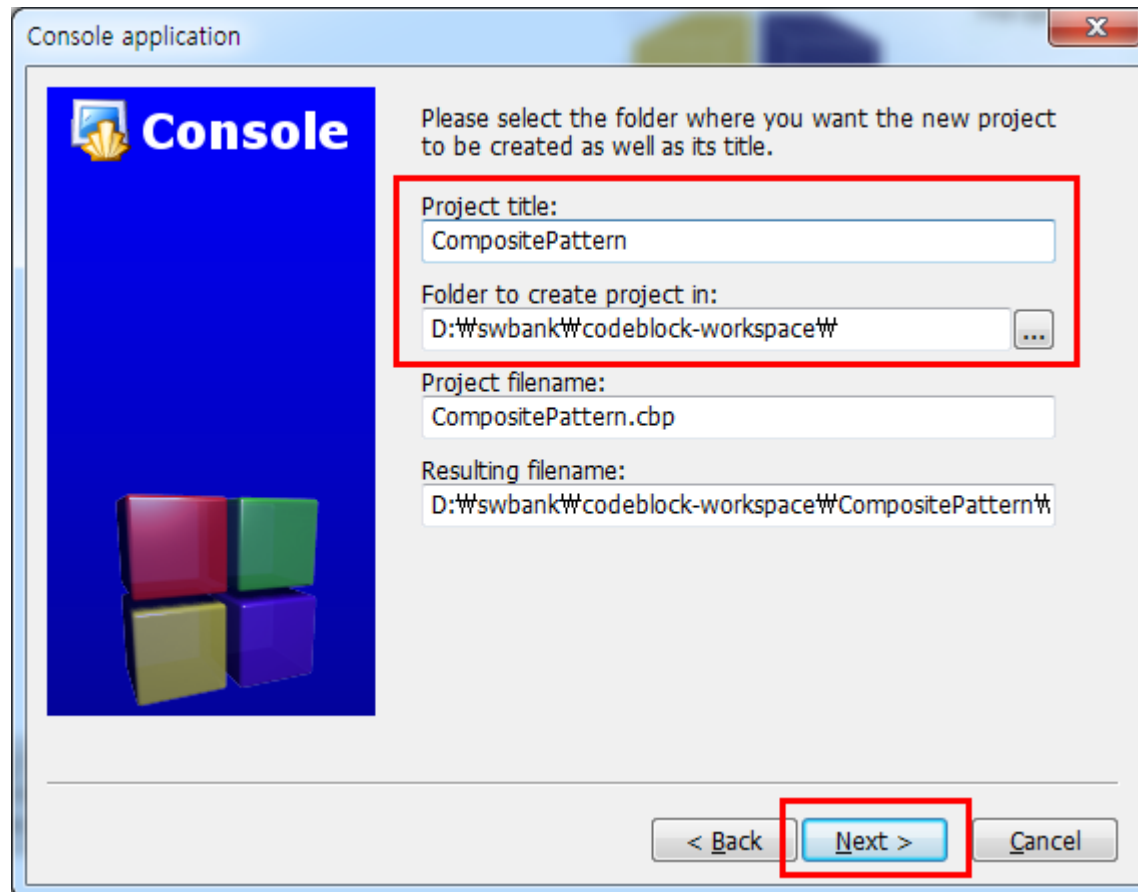 Console application
Console
Please select the folder where you want the new project
to be created as well as its title.
Project title:
CompositePattern
Folder to create project in:
D:₩swbank₩codeblock-workspace₩
...
Project filename:
CompositePattern.cbp
Resulting filename:
D:₩swbank₩codeblock-workspace₩CompositePattern₩
< Back
Next >
Cancel